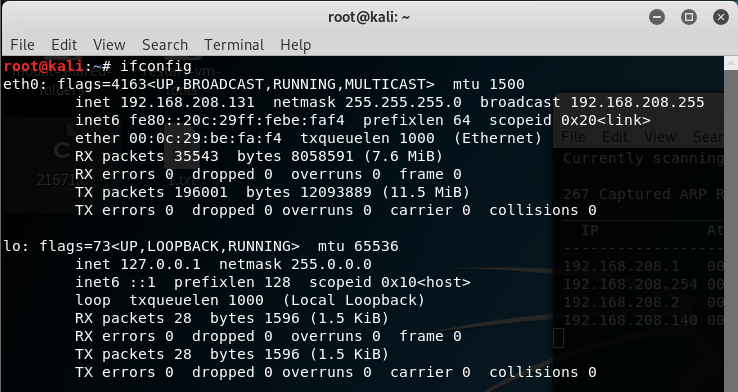 root@kali: ~
File Edit View Search Terminal Help
root@kali:~# ifconfig
eth0: flags=4163<UP,BROADCAST,RUNNING,MULTICAST>  mtu 1500
        inet 192.168.208.131  netmask 255.255.255.0  broadcast 192.168.208.255
        inet6 fe80::20c:29ff:febe:faf4  prefixlen 64  scopeid 0x20<link>
        ether 00:0c:29:be:fa:f4  txqueuelen 1000  (Ethernet)
        RX packets 35543  bytes 8058591 (7.6 MiB)
        RX errors 0  dropped 0  overruns 0  frame 0
        TX packets 196001  bytes 12093889 (11.5 MiB)
        TX errors 0  dropped 0 overruns 0  carrier 0  collisions 0
lo: flags=73<UP,LOOPBACK,RUNNING>  mtu 65536
        inet 127.0.0.1  netmask 255.0.0.0
        inet6 ::1  prefixlen 128  scopeid 0x10<host>
        loop  txqueuelen 1000  (Local Loopback)
        RX packets 28  bytes 1596 (1.5 KiB)
        RX errors 0  dropped 0  overruns 0  frame 0
        TX packets 28  bytes 1596 (1.5 KiB)
        TX errors 0  dropped 0 overruns 0  carrier 0  collisions 0
File Edit View Sear
Currently scanning
267 Captured ARP R
IP At
192.168.208.1 00
192.168.208.254 00
192.168.208.2 00
192.168.208.140 00